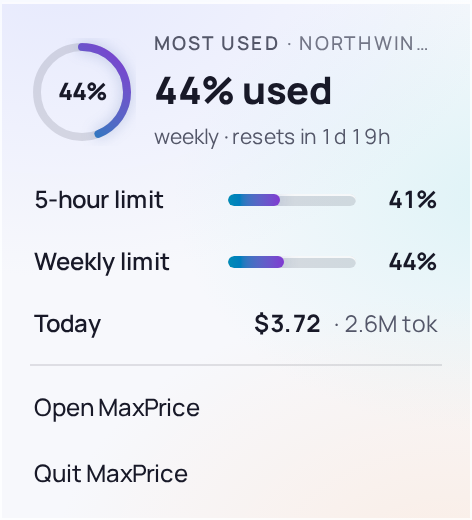 44%
MOST USED · NORTHWIN…
44% used
weekly · resets in 1d 19h
5-hour limit 41%
Weekly limit 44%
Today $3.72 · 2.6M tok
Open MaxPrice
Quit MaxPrice